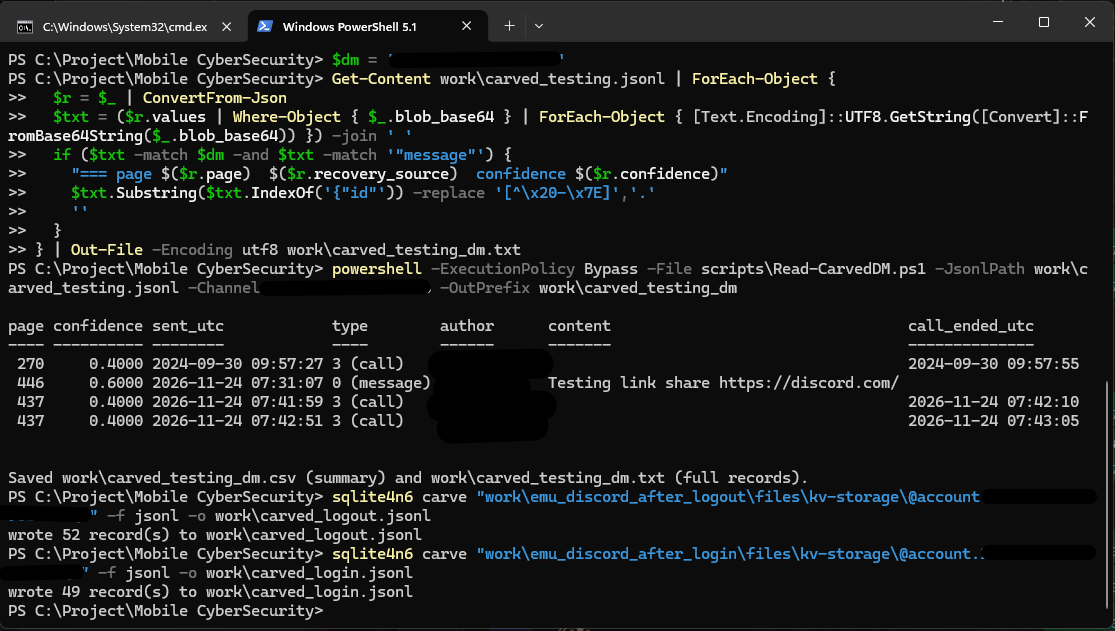 C:\Windows\System32\cmd.ex
Windows PowerShell 5.1
PS C:\Project\Mobile CyberSecurity> $dm = '                    '
PS C:\Project\Mobile CyberSecurity> Get-Content work\carved_testing.jsonl | ForEach-Object {
>>   $r = $_ | ConvertFrom-Json
>>   $txt = ($r.values | Where-Object { $_.blob_base64 } | ForEach-Object { [Text.Encoding]::UTF8.GetString([Convert]::F
romBase64String($_.blob_base64)) }) -join ' '
>>   if ($txt -match $dm -and $txt -match '"message"') {
>>     "=== page $($r.page)  $($r.recovery_source)  confidence $($r.confidence)"
>>     $txt.Substring($txt.IndexOf('{"id"')) -replace '[^\x20-\x7E]','.'
>>     ''
>>   }
>> } | Out-File -Encoding utf8 work\carved_testing_dm.txt
PS C:\Project\Mobile CyberSecurity> powershell -ExecutionPolicy Bypass -File scripts\Read-CarvedDM.ps1 -JsonlPath work\c
arved_testing.jsonl -Channel -OutPrefix work\carved_testing_dm
page confidence sent_utc            type        author      content                                 call_ended_utc
---- ---------- --------            ----        ------      -------                                 --------------
 270     0.4000 2024-09-30 09:57:27 3 (call)                                                        2024-09-30 09:57:55
 446     0.6000 2026-11-24 07:31:07 0 (message)             Testing link share https://discord.com/
 437     0.4000 2026-11-24 07:41:59 3 (call)                                                        2026-11-24 07:42:10
 437     0.4000 2026-11-24 07:42:51 3 (call)                                                        2026-11-24 07:43:05
Saved work\carved_testing_dm.csv (summary) and work\carved_testing_dm.txt (full records).
PS C:\Project\Mobile CyberSecurity> sqlite4n6 carve "work\emu_discord_after_logout\files\kv-storage\@account
" -f jsonl -o work\carved_logout.jsonl
wrote 52 record(s) to work\carved_logout.jsonl
PS C:\Project\Mobile CyberSecurity> sqlite4n6 carve "work\emu_discord_after_login\files\kv-storage\@account.
" -f jsonl -o work\carved_login.jsonl
wrote 49 record(s) to work\carved_login.jsonl
PS C:\Project\Mobile CyberSecurity>